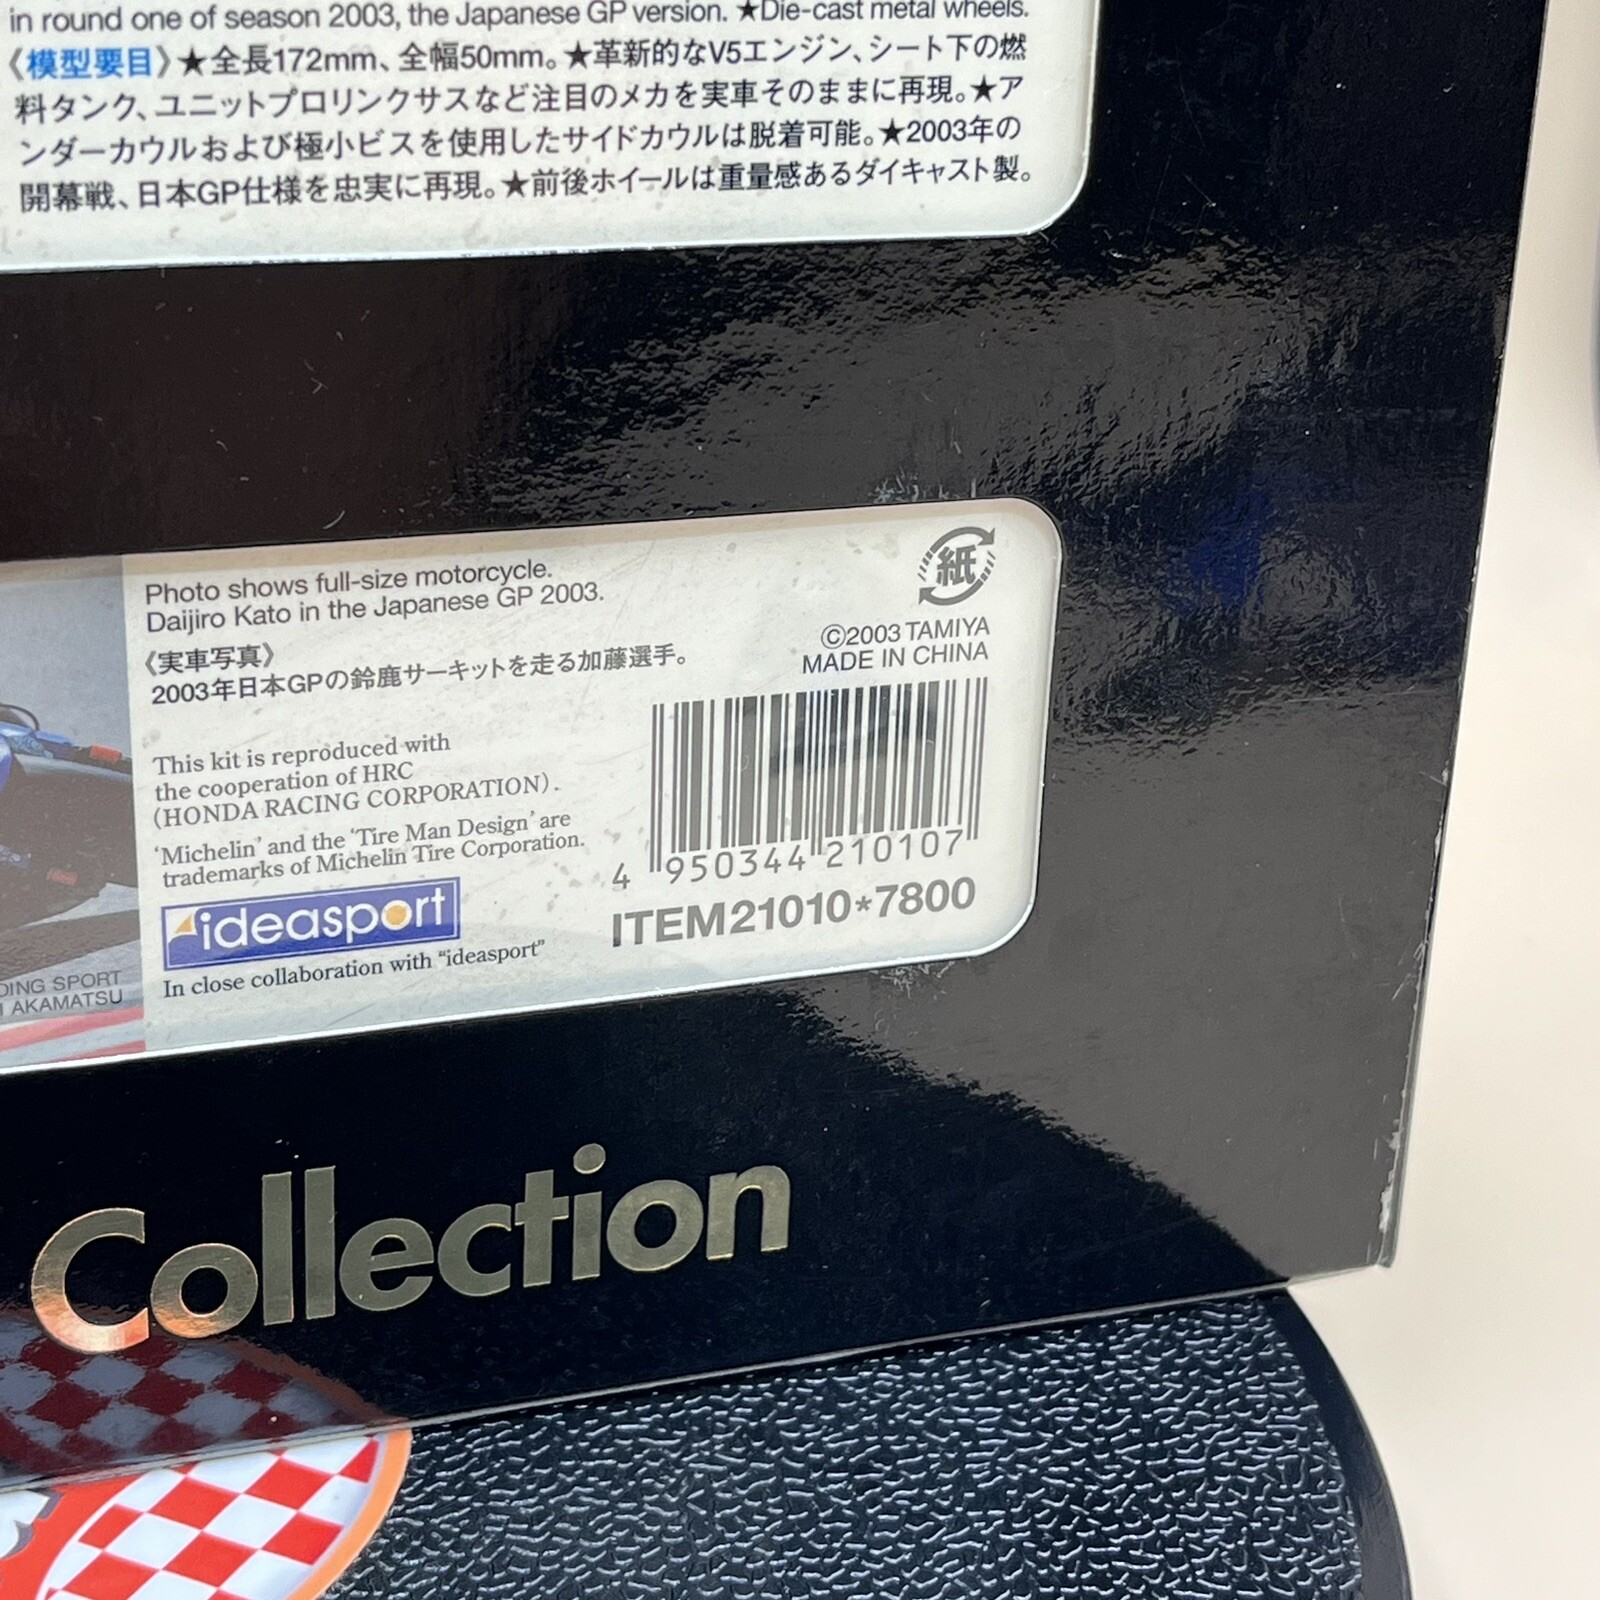 in round one of season 2003, the Japanese GP version. ★Die-cast metal wheels.
《模型要目》★全長172mm、全幅50mm。★革新的なV5エンジン、シート下の燃
料タンク、ユニットプロリンクサスなど注目のメカを実車そのままに再現。★ア
ンダーカウルおよび極小ビスを使用したサイドカウルは脱着可能。★2003年の
開幕戦、日本GP仕様を忠実に再現。★前後ホイールは重量感あるダイキャスト製。
Photo shows full-size motorcycle.
Daijiro Kato in the Japanese GP 2003.
《実車写真》
2003年日本GPの鈴鹿サーキットを走る加藤選手。
紙
©2003 TAMIYA
MADE IN CHINA
This kit is reproduced with
the cooperation of HRC
(HONDA RACING CORPORATION).
'Michelin' and the 'Tire Man Design' are
trademarks of Michelin Tire Corporation.
ideasport
In close collaboration with "ideasport"
4 950344 210107
ITEM21010*7800
DING SPORT
AKAMATSU
Collection